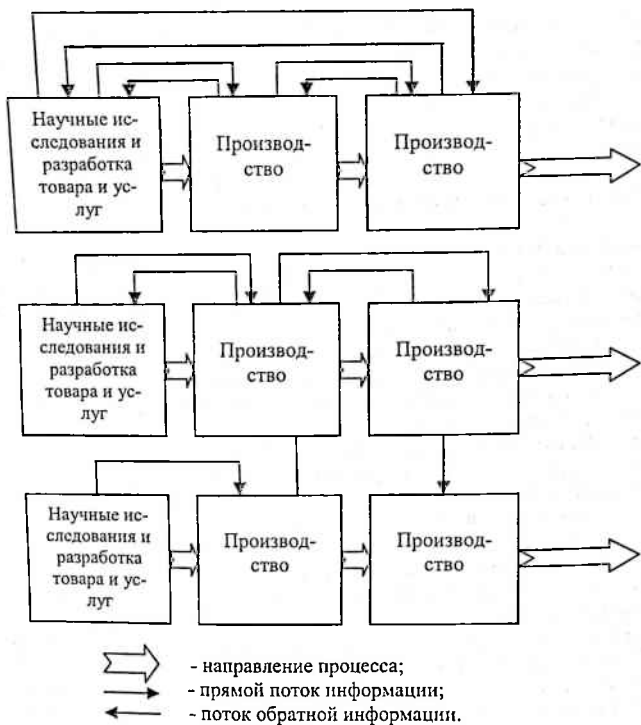 Научные ис-
следования и
разработка
товара и ус-
луг
Производ-
ство
Производ-
ство
Научные ис-
следования и
разработка
товара и ус-
луг
Производ-
ство
Производ-
ство
Научные ис-
следования и
разработка
товара и ус-
луг
Производ-
ство
Производ-
ство
- направление процесса;
- прямой поток информации;
- поток обратной информации.